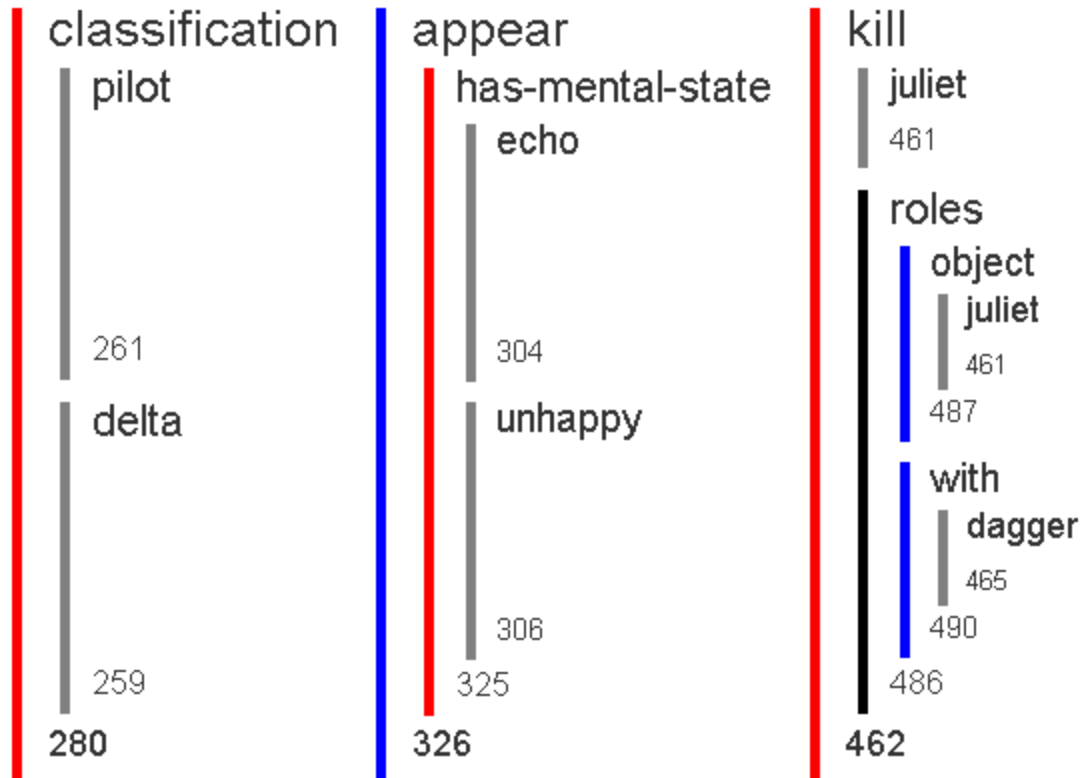 classification
pilot
261
delta
259
280
appear
has-mental-state
echo
304
unhappy
306
325
326
kill
juliet
461
roles
object
juliet
461
487
with
dagger
465
490
486
462